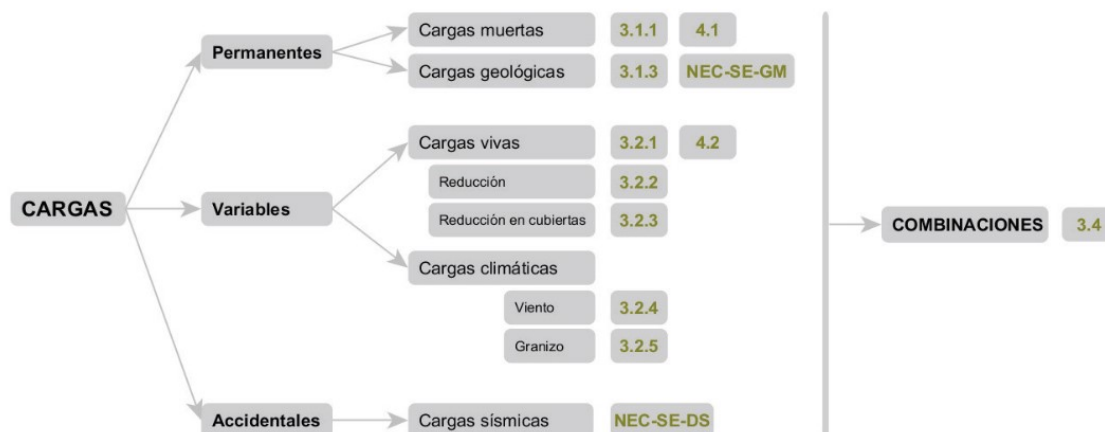 Cargas muertas 3.1.1 4.1
Permanentes
Cargas geológicas 3.1.3 NEC-SE-GM
Cargas vivas 3.2.1 4.2
Reducción 3.2.2
CARGAS Variables
Reducción en cubiertas 3.2.3
COMBINACIONES 3.4
Cargas climáticas
Viento 3.2.4
Granizo 3.2.5
Accidentales Cargas sísmicas NEC-SE-DS